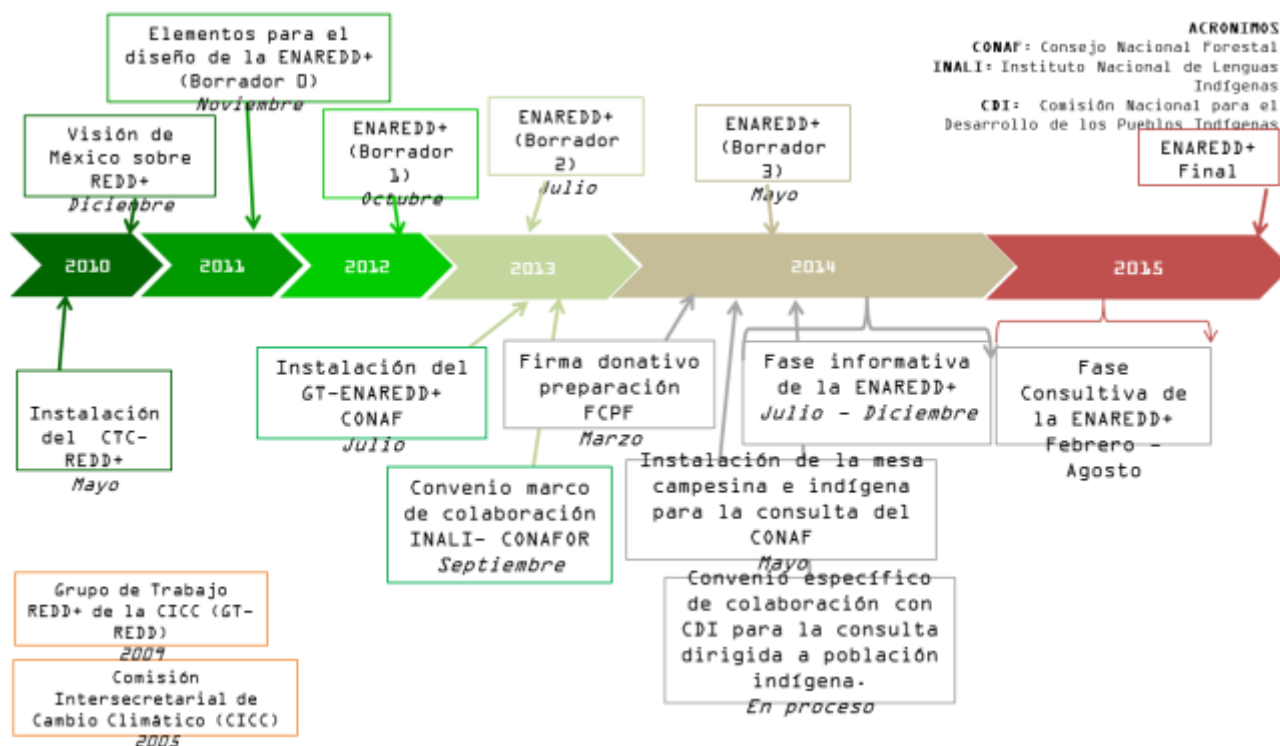 ACRONIMOS
CONAF: Consejo Nacional Forestal
INALI: Instituto Nacional de Lenguas
Indígenas
CDI: Comisión Nacional para el
Desarrollo de los Pueblos Indígenas
Elementos para el
diseño de la ENAREDD+
(Borrador 0)
Noviembre
Visión de
México sobre
REDD+
Diciembre
ENAREDD+
(Borrador
1)
Octubre
ENAREDD+
(Borrador
2)
Julio
ENAREDD+
(Borrador
3)
Mayo
ENAREDD+
Final
2010
2011
2012
2013
2014
2015
Instalación
del CTC-
REDD+
Mayo
Instalación del
GT-ENAREDD+
CONAF
Julio
Convenio marco
de colaboración
INALI- CONAFOR
Septiembre
Firma donativo
preparación
FCPF
Marzo
Fase informativa
de la ENAREDD+
Julio - Diciembre
Fase
Consultiva de
la ENAREDD+
Febrero -
Agosto
Instalación de la mesa
campesina e indígena
para la consulta del
CONAF
Mayo
Convenio específico
de colaboración con
CDI para la consulta
dirigida a población
indígena.
En proceso
Grupo de Trabajo
REDD+ de la CICC (GT-
REDD)
2009
Comisión
Intersecretarial de
Cambio Climático (CICC)
2005